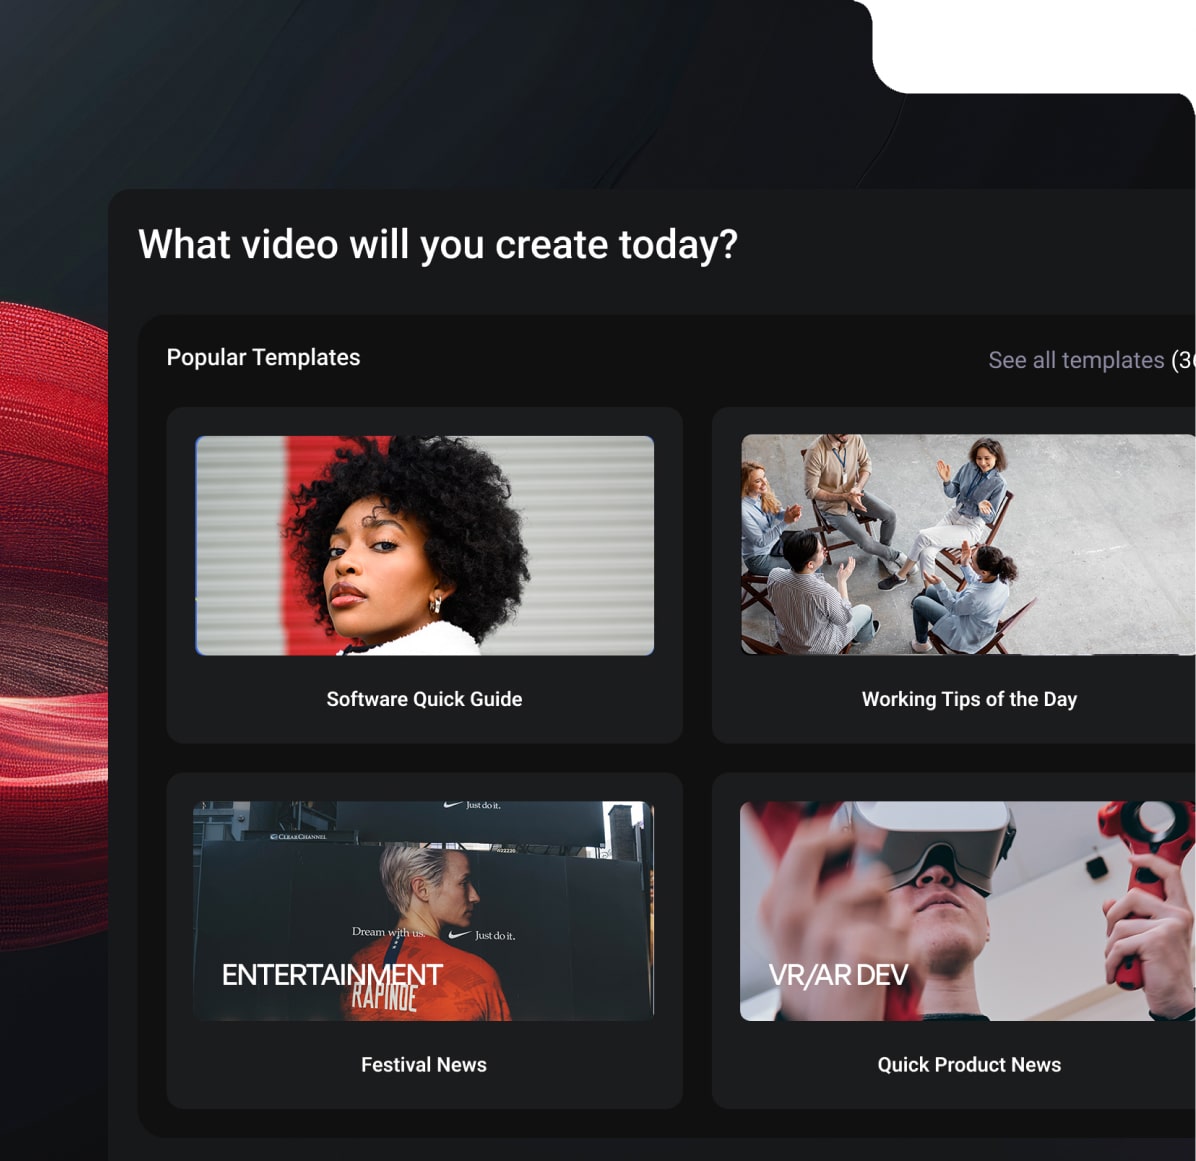 What video will you create today?
Popular Templates
See all templates (3
Software Quick Guide
Working Tips of the Day
Just do it.
CLEARCHANNEL
Dream with us.
Just do it.
ENTERTAINMENT
RAPINOE
VR/AR DEV
Festival News
Quick Product News